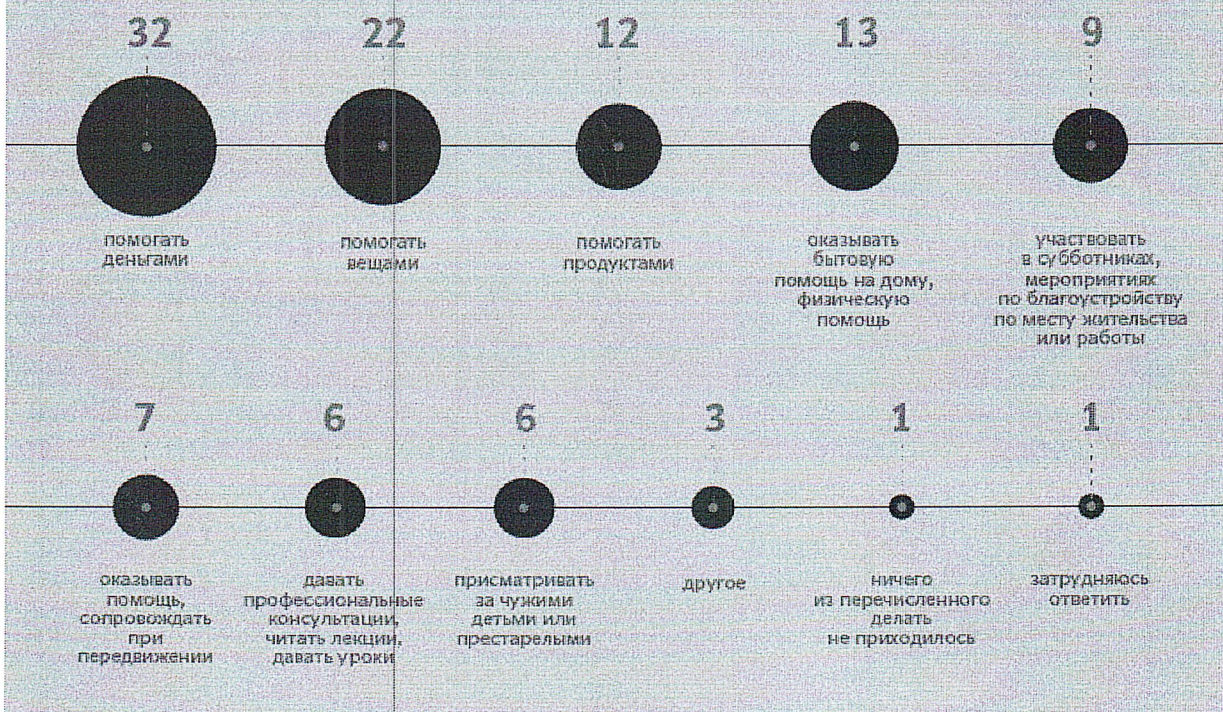 32 22 12 13 9
помогать
деньгами
помогать
вещами
помогать
продуктами
оказывать
бытовую
помощь на дому,
физическую
помощь
участвовать
в субботниках,
мероприятиях
по благоустройству
по месту жительства
или работы
7 6 6 3 1 1
оказывать
помощь,
сопровождать
при
передвижении
давать
профессиональные
консультации,
читать лекции,
давать уроки
присматривать
за чужими
детьми или
престарелыми
другое
ничего
из перечисленного
делать
не приходилось
затрудняюсь
ответить